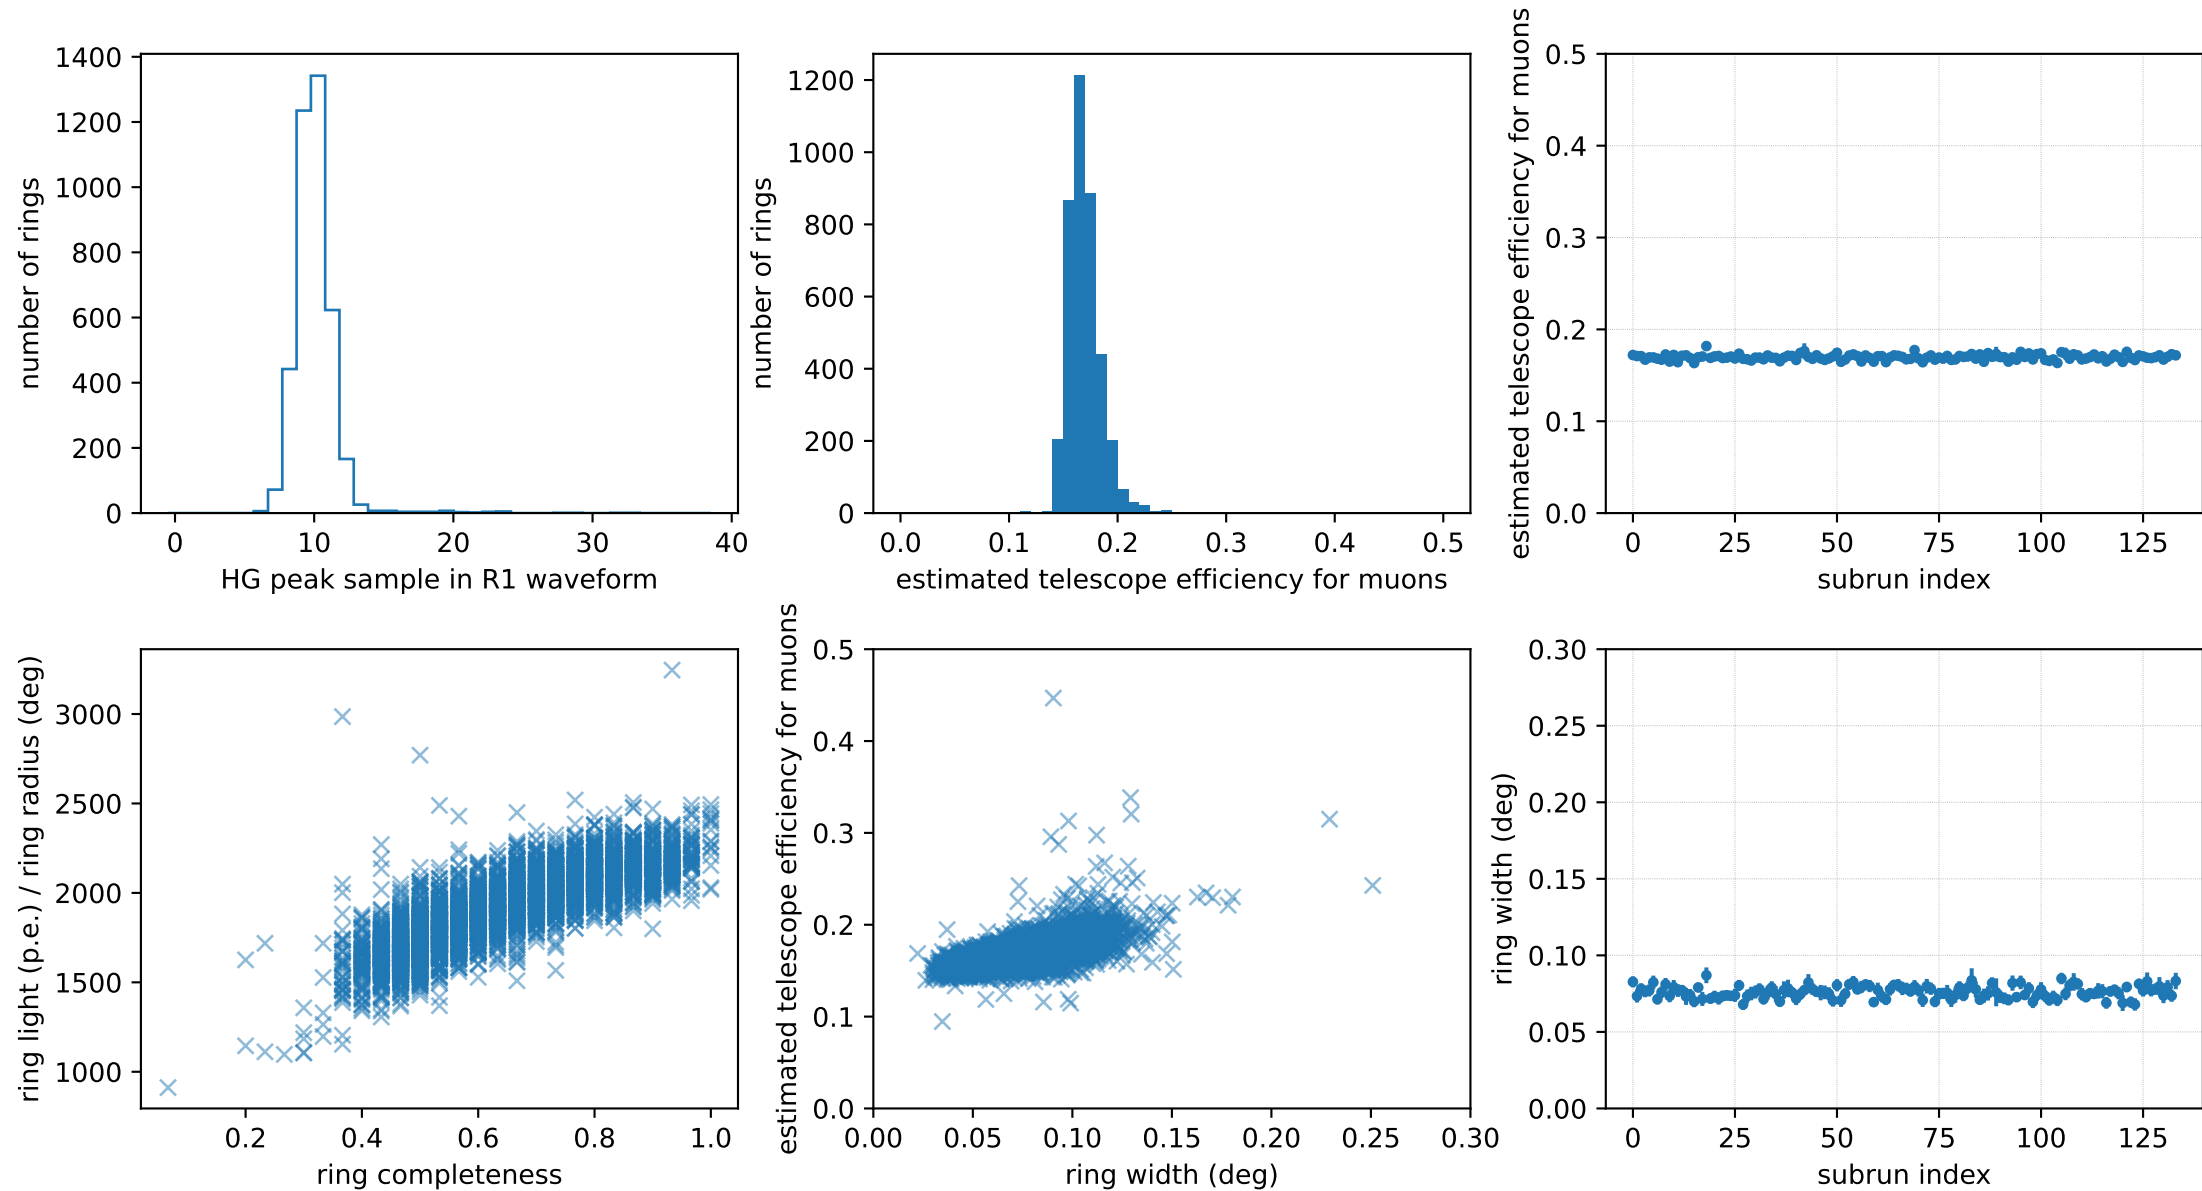 1400
1200
1000
800
600
400
200
0
number of rings
0 10 20 30 40
HG peak sample in R1 waveform
1200
1000
800
600
400
200
0
number of rings
0.0 0.1 0.2 0.3 0.4 0.5
estimated telescope efficiency for muons
0.5
0.4
0.3
0.2
0.1
0.0
estimated telescope efficiency for muons
0 25 50 75 100 125
subrun index
3000
2500
2000
1500
1000
ring light (p.e.) / ring radius (deg)
0.2 0.4 0.6 0.8 1.0
ring completeness
0.5
0.4
0.3
0.2
0.1
0.0
estimated telescope efficiency for muons
0.00 0.05 0.10 0.15 0.20 0.25 0.30
ring width (deg)
0.30
0.25
0.20
0.15
0.10
0.05
0.00
ring width (deg)
0 25 50 75 100 125
subrun index